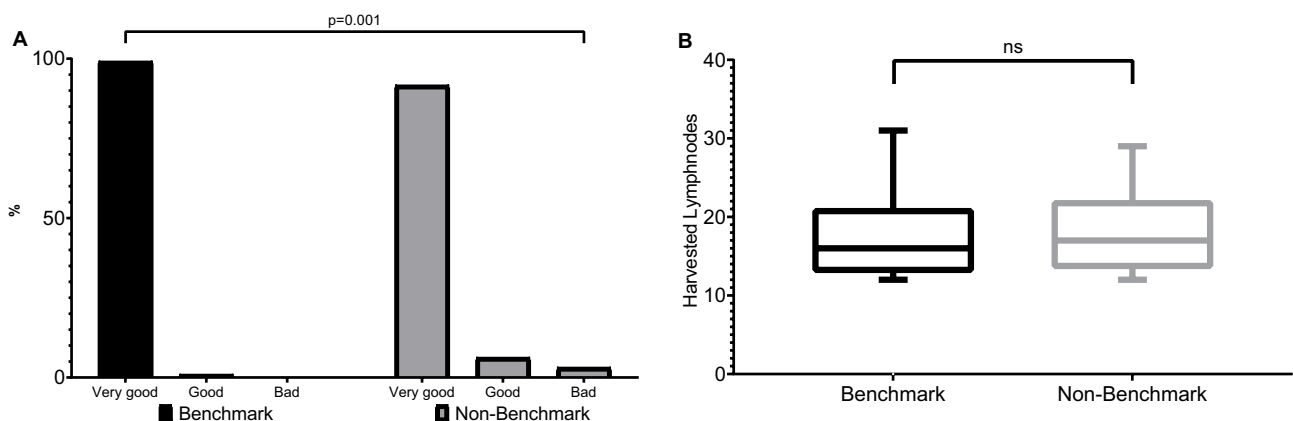 A
p=0.001
100
50
0
%
Very good Good Bad Very good Good Bad
Benchmark Non-Benchmark
B
ns
40
30
20
10
0
Harvested Lymphnodes
Benchmark Non-Benchmark